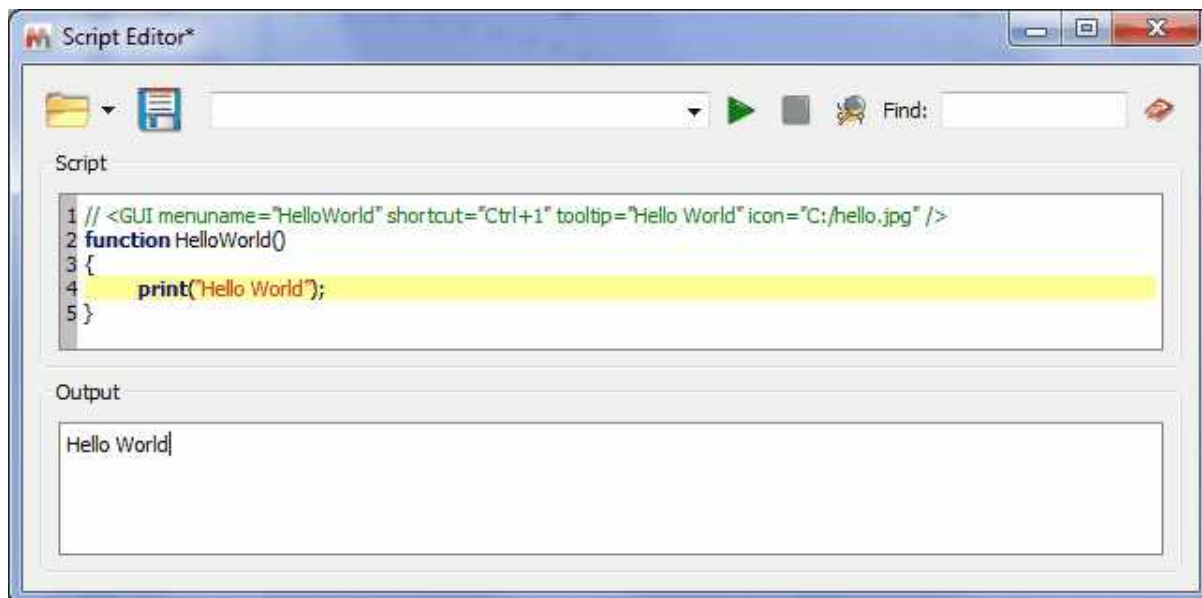 Script Editor*
Find:
Script
1 // <GUI menuname="HelloWorld" shortcut="Ctrl+1" tooltip="Hello World" icon="C:/hello.jpg" />
2 function HelloWorld()
3 {
4 print("Hello World");
5 }
Output
Hello World